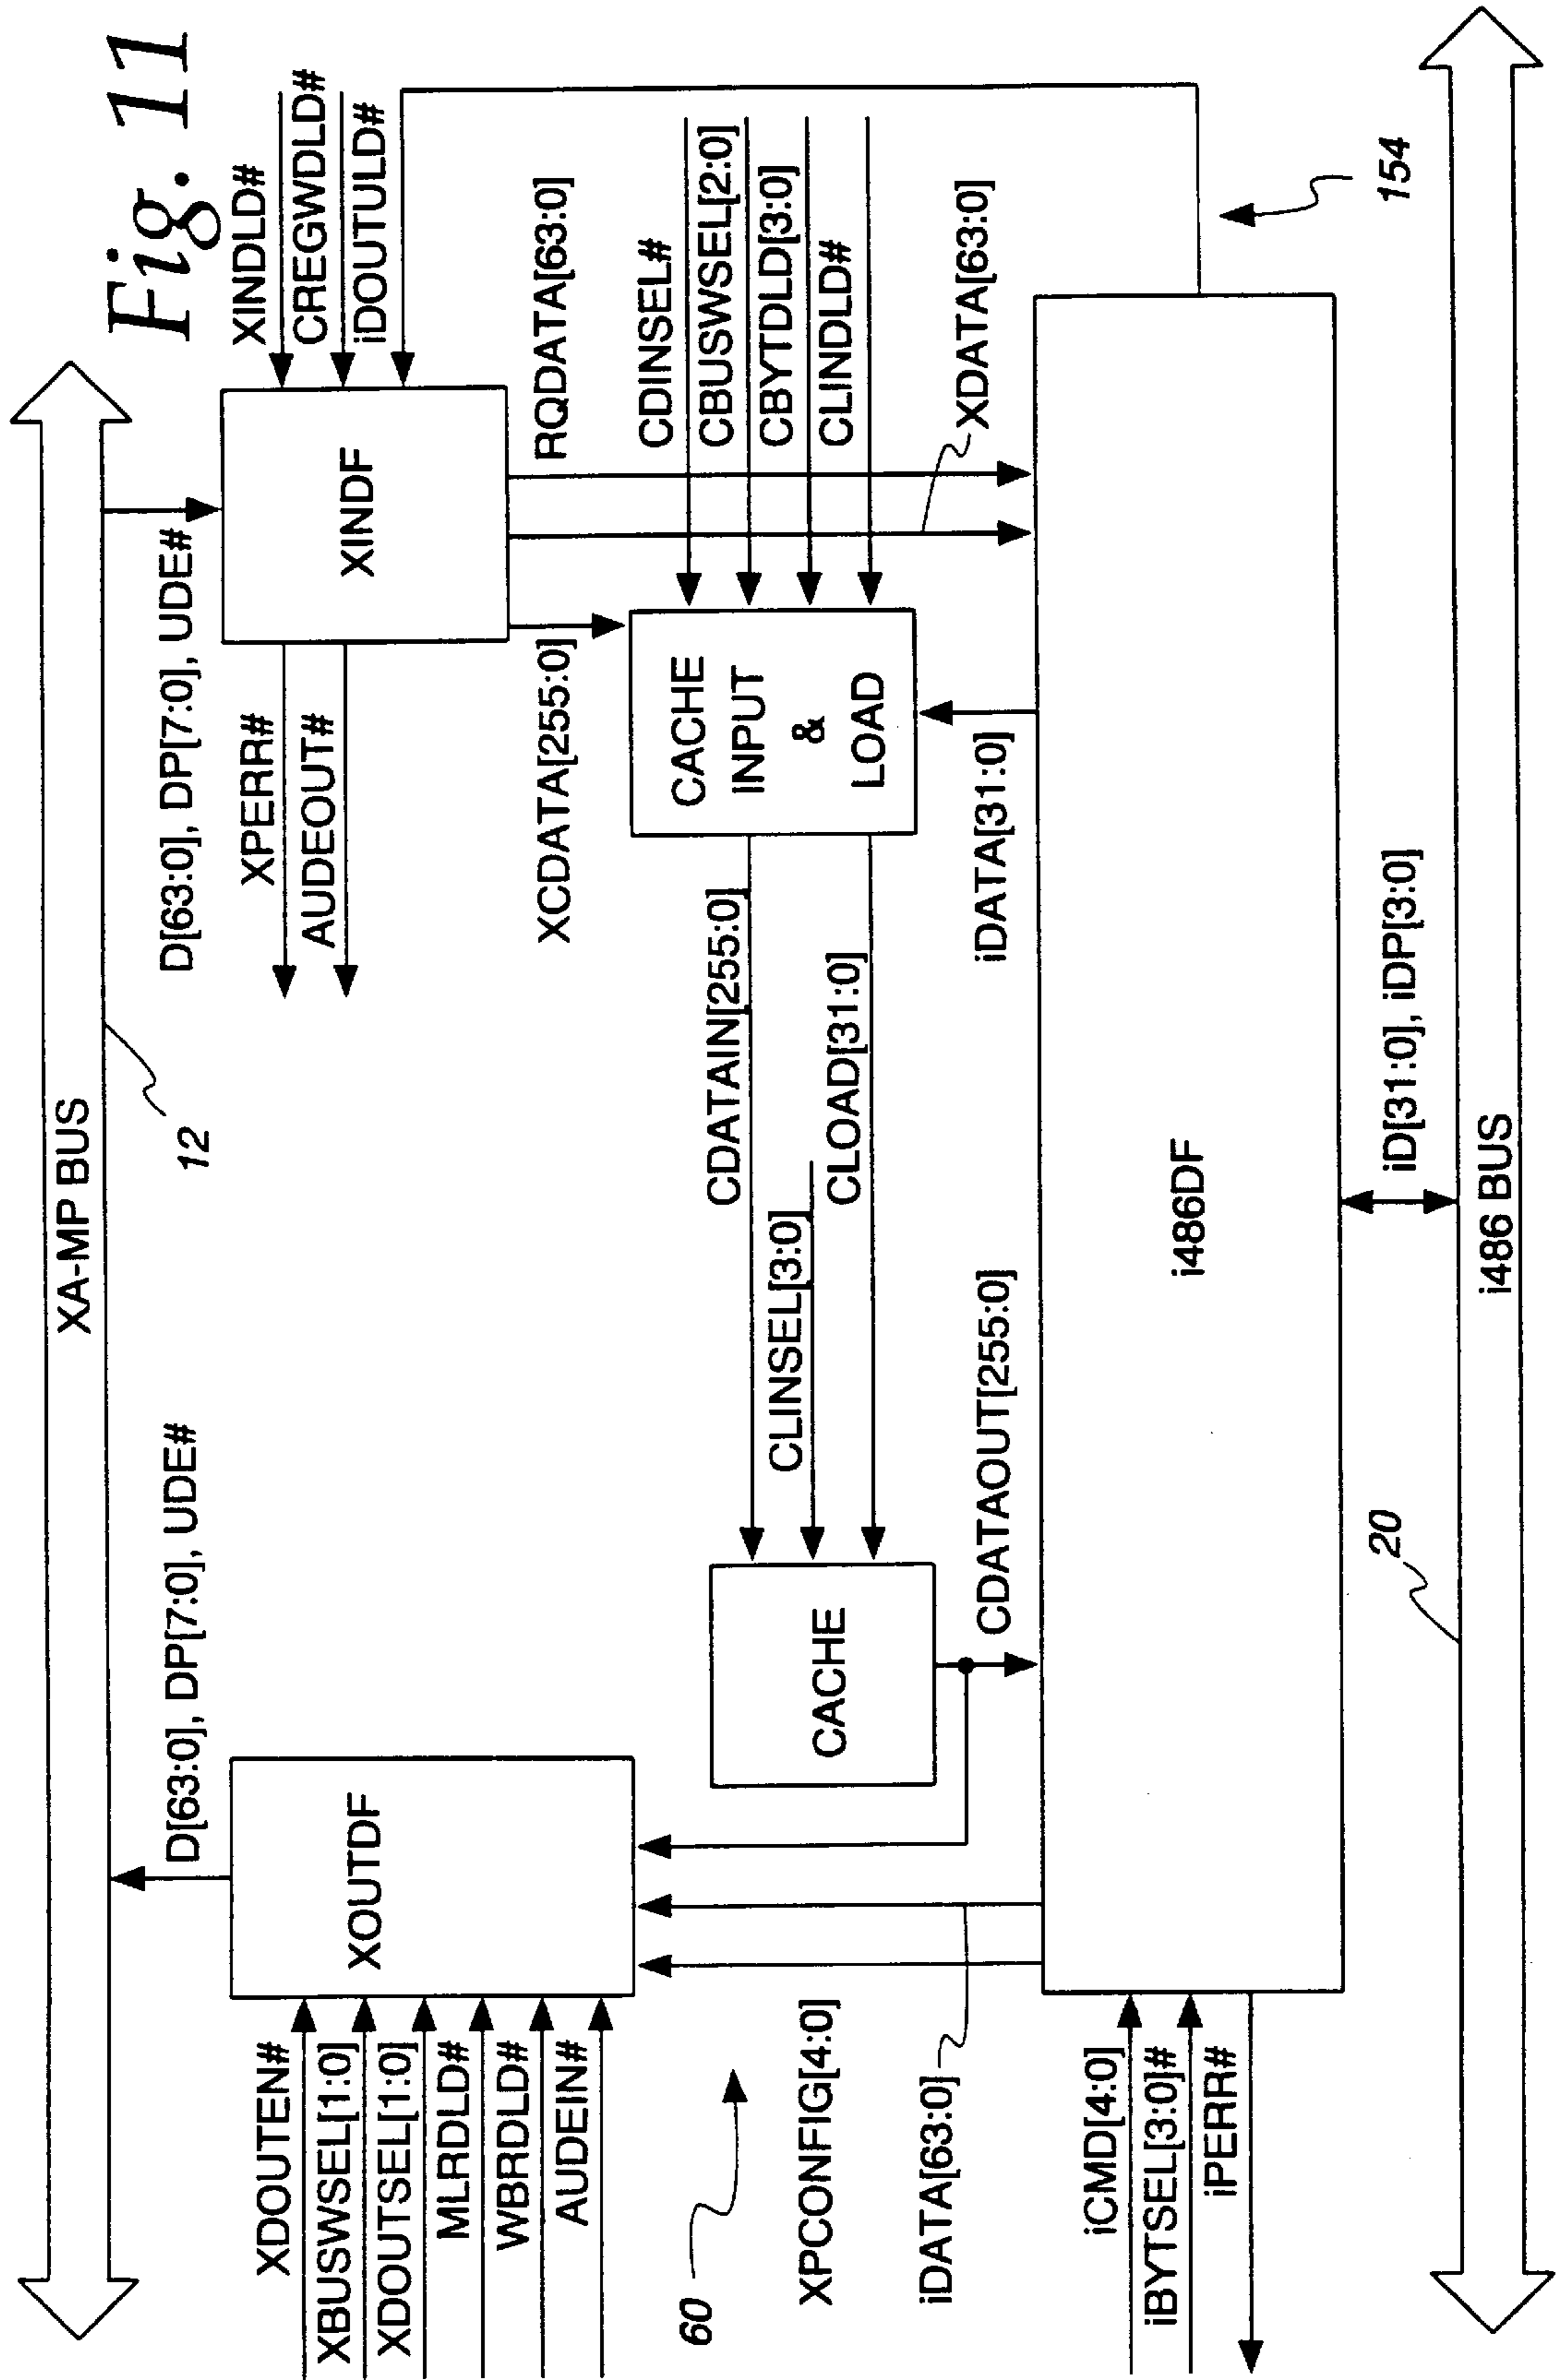 Fig. 11
XA-MP BUS
12
D[63:0], DP[7:0], UDE#
D[63:0], DP[7:0], UDE#
XDOUTEN#
XBUSWSEL[1:0]
XDOUTSEL[1:0]
MLRDLD#
WBRDLD#
AUDEIN#
XOUTDF
XPERR#
AUDEOUT#
XINDF
XINDLD#
CREGWDLD#
iDOUTULD#
XCDATA[255:0]
RQDATA[63:0]
60
XPCONFIG[4:0]
iDATA[63:0]
CACHE
CDATAIN[255:0]
CLINSEL[3:0]
CLOAD[31:0]
CACHE
INPUT
&
LOAD
CDINSEL#
CBUSWSEL[2:0]
CBYTDLD[3:0]
CLINDLD#
XDATA[63:0]
CDATAOUT[255:0]
iDATA[31:0]
iCMD[4:0]
iBYTSEL[3:0]#
iPERR#
i486DF
154
20
iD[31:0], iDP[3:0]
i486 BUS